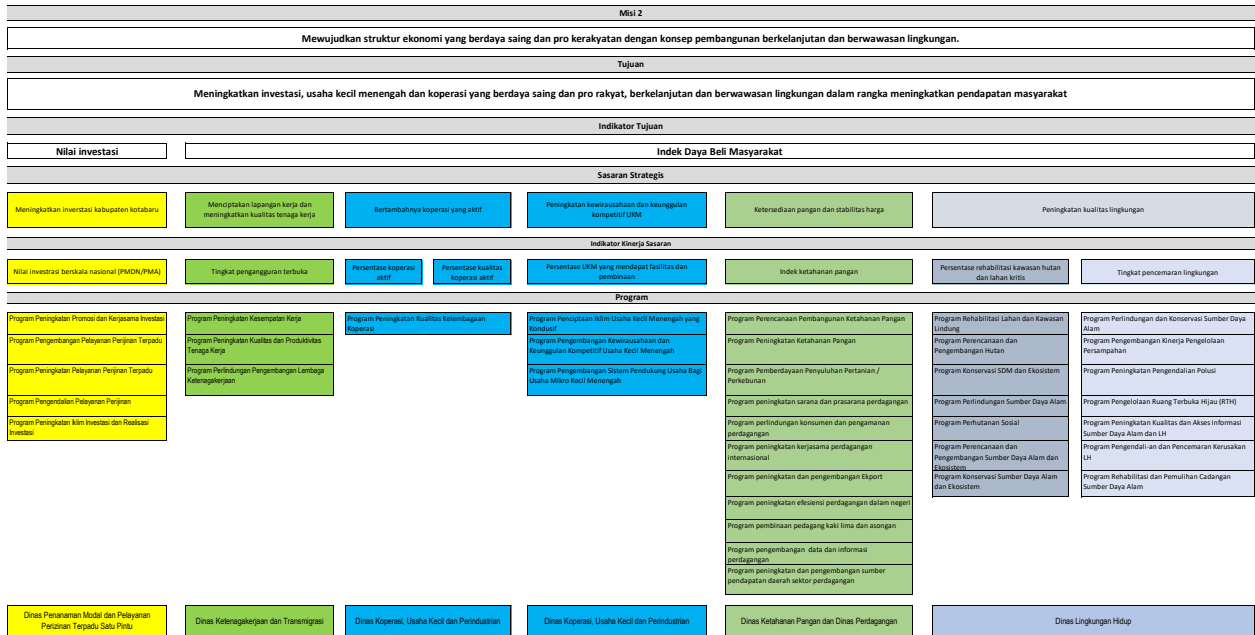 Misi 2
Mewujudkan struktur ekonomi yang berdaya saing dan pro kerakyatan dengan konsep pembangunan berkelanjutan dan berwawasan lingkungan.
Tujuan
Meningkatkan investasi, usaha kecil menengah dan koperasi yang berdaya saing dan pro rakyat, berkelanjutan dan berwawasan lingkungan dalam rangka meningkatkan pendapatan masyarakat
Indikator Tujuan
Nilai investasi
Indek Daya Beli Masyarakat
Sasaran Strategis
Meningkatkan inverstasi kabupaten kotabaru
Menciptakan lapangan kerja dan
meningkatkan kualitas tenaga kerja
Bertambahnya koperasi yang aktif
Peningkatan kewirausahaan dan keunggulan
kompetitif UKM
Ketersediaan pangan dan stabilitas harga
Peningkatan kualitas lingkungan
Indikator Kinerja Sasaran
Nilai investrasi berskala nasional (PMDN/PMA)
Tingkat pengangguran terbuka
Persentase koperasi
aktif
Persentase kualitas
koperasi aktif
Persentase UKM yang mendapat fasilitas dan
pembinaan
Indek ketahanan pangan
Persentase rehabilitasi kawasan hutan
dan lahan kritis
Tingkat pencemaran lingkungan
Program
Program Peningkatan Promosi dan Kerjasama Investasi
Program Pengembangan Pelayanan Perijinan Terpadu
Program Peningkatan Pelayanan Perijinan Terpadu
Program Pengendalian Pelayanan Perijinan
Program Peningkatan Iklim Investasi dan Realisasi
Investasi
Program Peningkatan Kesempatan Kerja
Program Peningkatan Kualitas dan Produktivitas
Tenaga Kerja
Program Perlindungan Pengembangan Lembaga
Ketenagakerjaan
Program Peningkatan Kualitas Kelembagaan
Koperasi
Program Penciptaan Iklim Usaha Kecil Menengah yang
Kondusif
Program Pengembangan Kewirausahaan dan
Keunggulan Kompetitif Usaha Kecil Menengah
Program Pengembangan Sistem Pendukung Usaha Bagi
Usaha Mikro Kecil Menengah
Program Perencanaan Pembangunan Ketahanan Pangan
Program Peningkatan Ketahanan Pangan
Program Pemberdayaan Penyuluhan Pertanian /
Perkebunan
Program peningkatan sarana dan prasarana perdagangan
Program perlindungan konsumen dan pengamanan
perdagangan
Program peningkatan kerjasama perdagangan
internasional
Program peningkatan dan pengembangan Ekport
Program peningkatan efesiensi perdagangan dalam negeri
Program pembinaan pedagang kaki lima dan asongan
Program pengembangan data dan informasi
perdagangan
Program peningkatan dan pengembangan sumber
pendapatan daerah sektor perdagangan
Program Rehabilitasi Lahan dan Kawasan
Lindung
Program Perencanaan dan
Pengembangan Hutan
Program Konservasi SDM dan Ekosistem
Program Perlindungan Sumber Daya Alam
Program Perhutanan Sosial
Program Perencanaan dan
Pengembangan Sumber Daya Alam dan
Ekosistem
Program Konservasi Sumber Daya Alam
dan Ekosistem
Program Perlindungan dan Konservasi Sumber Daya
Alam
Program Pengembangan Kinerja Pengelolaan
Persampahan
Program Peningkatan Pengendalian Polusi
Program Pengelolaan Ruang Terbuka Hijau (RTH)
Program Peningkatan Kualitas dan Akses Informasi
Sumber Daya Alam dan LH
Program Pengendali-an dan Pencemaran Kerusakan
LH
Program Rehabilitasi dan Pemulihan Cadangan
Sumber Daya Alam
Dinas Penanaman Modal dan Pelayanan
Perizinan Terpadu Satu Pintu
Dinas Ketenagakerjaan dan Transmigrasi
Dinas Koperasi, Usaha Kecil dan Perindustrian
Dinas Koperasi, Usaha Kecil dan Perindustrian
Dinas Ketahanan Pangan dan Dinas Perdagangan
Dinas Lingkungan Hidup